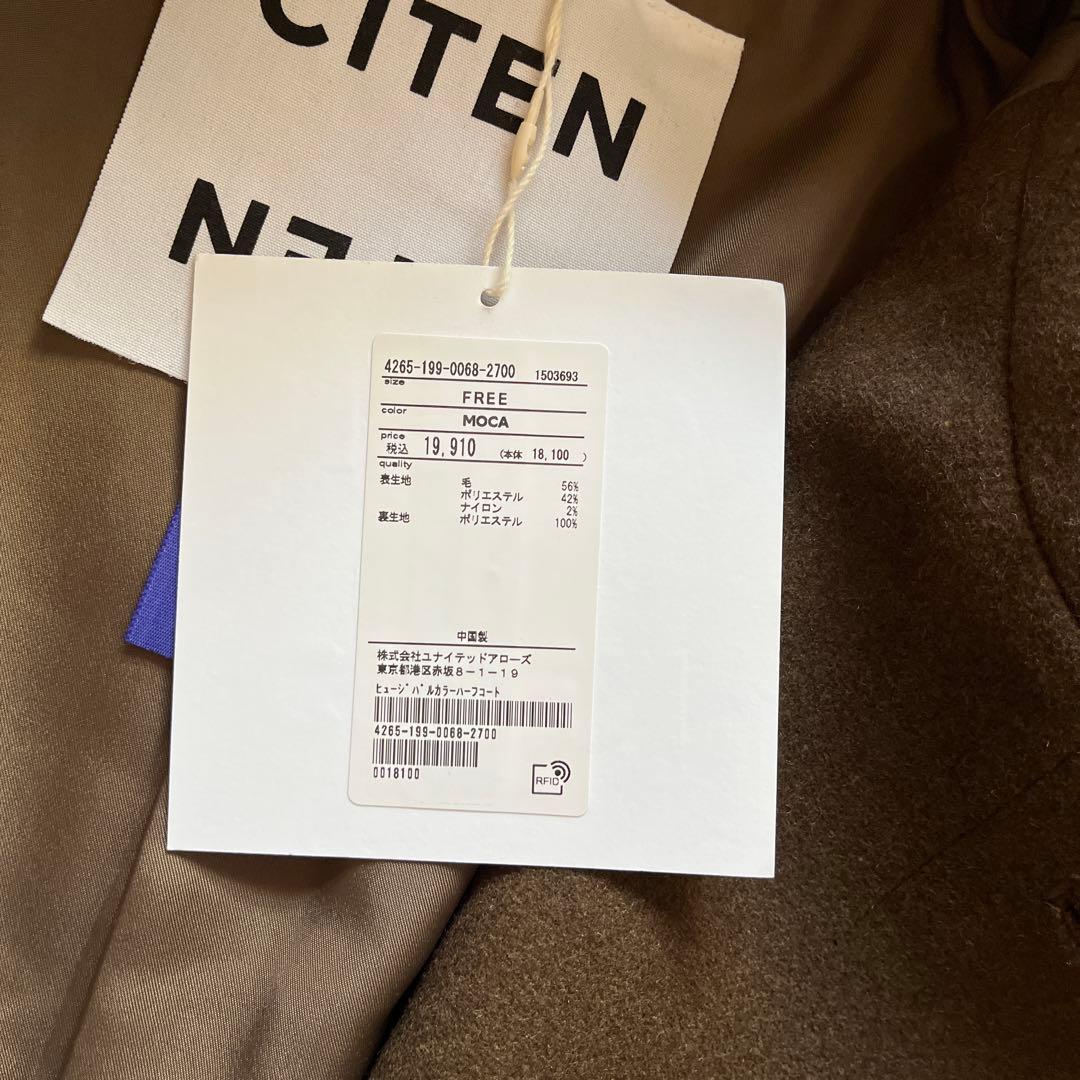 CITEN
4265-199-0068-2700 1503693
size
FREE
color
MOCA
price
税込 19,910 (本体 18,100 )
quality
表生地 毛 56%
ポリエステル 42%
ナイロン 2%
裏生地 ポリエステル 100%
中国製
株式会社ユナイテッドアローズ
東京都港区赤坂8-1-19
ﾋｭｰｼﾞﾊﾞﾙｶﾗｰﾊｰﾌｺｰﾄ
4265-199-0068-2700
0018100
RFID